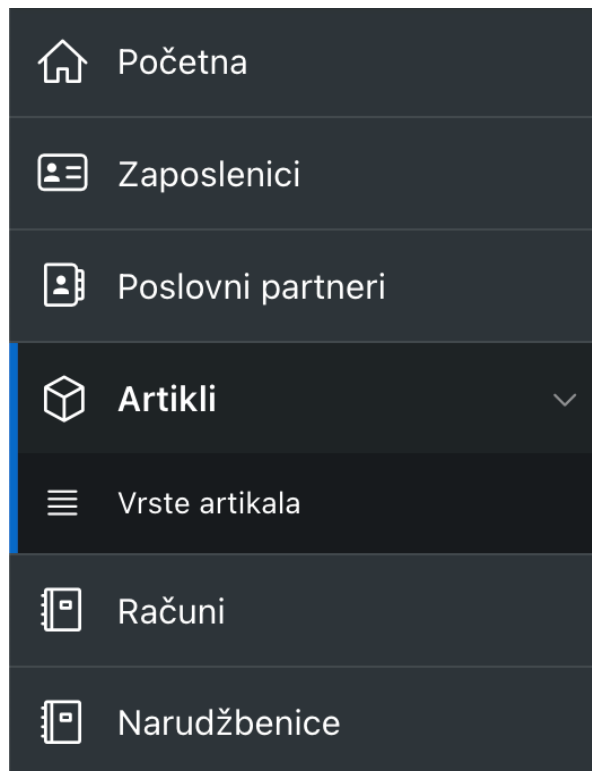 Početna
Zaposlenici
Poslovni partneri
Artikli
Vrste artikala
Računi
Narudžbenice